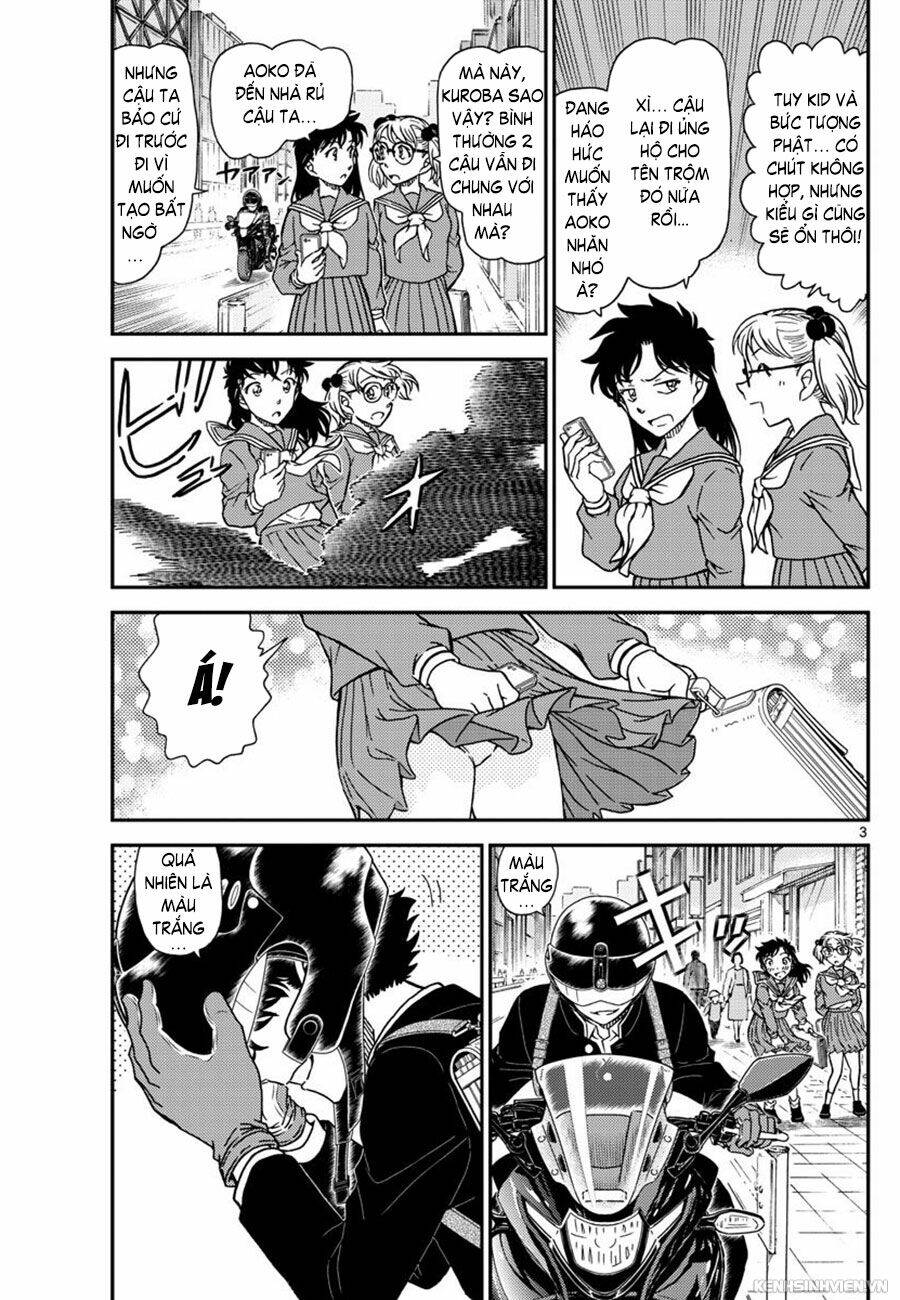 TUY KID VÀ
BỨC TƯỢNG
PHẬT... CÓ
CHÚT KHÔNG
HỢP, NHƯNG
KIỂU GÌ CŨNG
SẼ ỔN THÔI!
XÌ... CẬU
LẠI ĐI ỦNG
HỘ CHO
TÊN TRỘM
ĐÓ NỮA
RỒI...
ĐANG
HÁO
HỨC
MUỐN
THẤY
AOKO
NHĂN
NHÓ
À?
MÀ NÀY,
KUROBA SAO
VẬY? BÌNH
THƯỜNG 2
CẬU VẪN ĐI
CHUNG VỚI
NHAU
MÀ?
AOKO ĐÃ
ĐẾN NHÀ RỦ
CẬU TA...
NHƯNG
CẬU TA
BẢO CỨ
ĐI TRƯỚC
ĐI VÌ
MUỐN
TẠO BẤT
NGỜ
...
Á!
3
MÀU
TRẮNG
...
QUẢ
NHIÊN LÀ
MÀU
TRẮNG
...
KENHSINHVIEN.VN